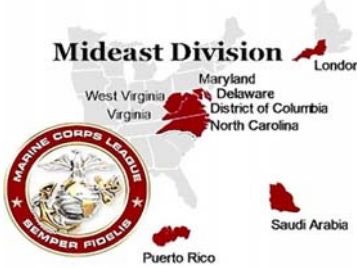 Mideast Division
London
Maryland
West Virginia
Delaware
Virginia
District of Columbia
North Carolina
MARINE CORPS LEAGUE
SEMPER FIDELIS
Saudi Arabia
Puerto Rico